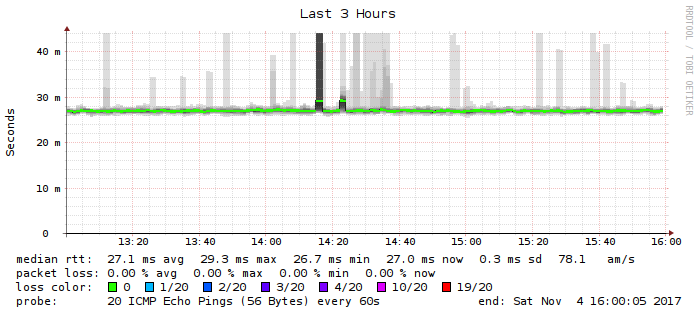 Last 3 Hours
RRDTOOL / TOBI OETIKER
Seconds
40 m
30 m
20 m
10 m
0
13:20 13:40 14:00 14:20 14:40 15:00 15:20 15:40 16:00
median rtt: 27.1 ms avg 29.3 ms max 26.7 ms min 27.0 ms now 0.3 ms sd 78.1 am/s
packet loss: 0.00 % avg 0.00 % max 0.00 % min 0.00 % now
loss color: 0 1/20 2/20 3/20 4/20 10/20 19/20
probe: 20 ICMP Echo Pings (56 Bytes) every 60s end: Sat Nov 4 16:00:05 2017